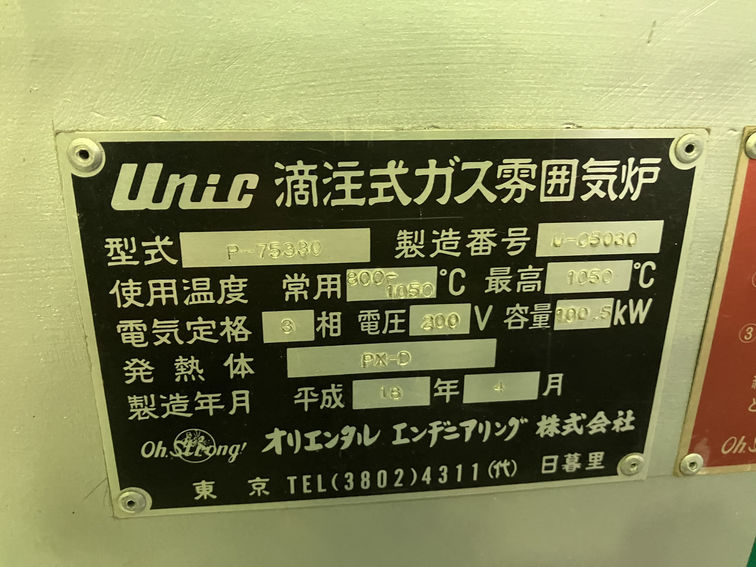 Unic 滴注式ガス雰囲気炉
型式 P-75330 製造番号 U-05030
使用温度 常用 800-1050 ℃ 最高 1050 ℃
電気定格 3 相 電圧 200 V 容量 100.5 kW
発熱体 PX-D
製造年月 平成 18 年 4 月
Oh, Strong! オリエンタル エンヂニアリング 株式会社
東京 TEL(3802)4311(代) 日暮里
③
Oh,S